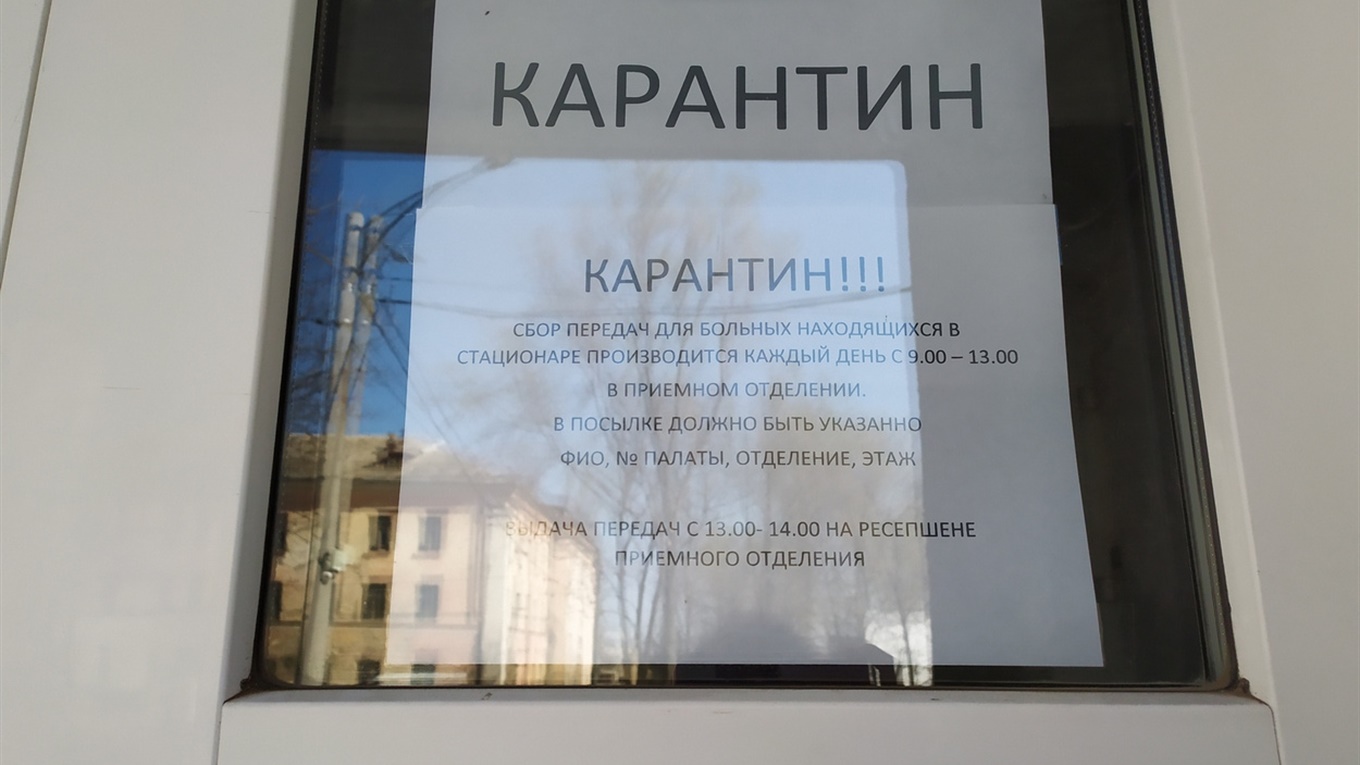 КАРАНТИН
КАРАНТИН!!!
СБОР ПЕРЕДАЧ ДЛЯ БОЛЬНЫХ НАХОДЯЩИХСЯ В
СТАЦИОНАРЕ ПРОИЗВОДИТСЯ КАЖДЫЙ ДЕНЬ С 9.00 – 13.00
В ПРИЕМНОМ ОТДЕЛЕНИИ.
В ПОСЫЛКЕ ДОЛЖНО БЫТЬ УКАЗАННО
ФИО, № ПАЛАТЫ, ОТДЕЛЕНИЕ, ЭТАЖ
ВЫДАЧА ПЕРЕДАЧ С 13.00- 14.00 НА РЕСЕПШЕНЕ
ПРИЕМНОГО ОТДЕЛЕНИЯ